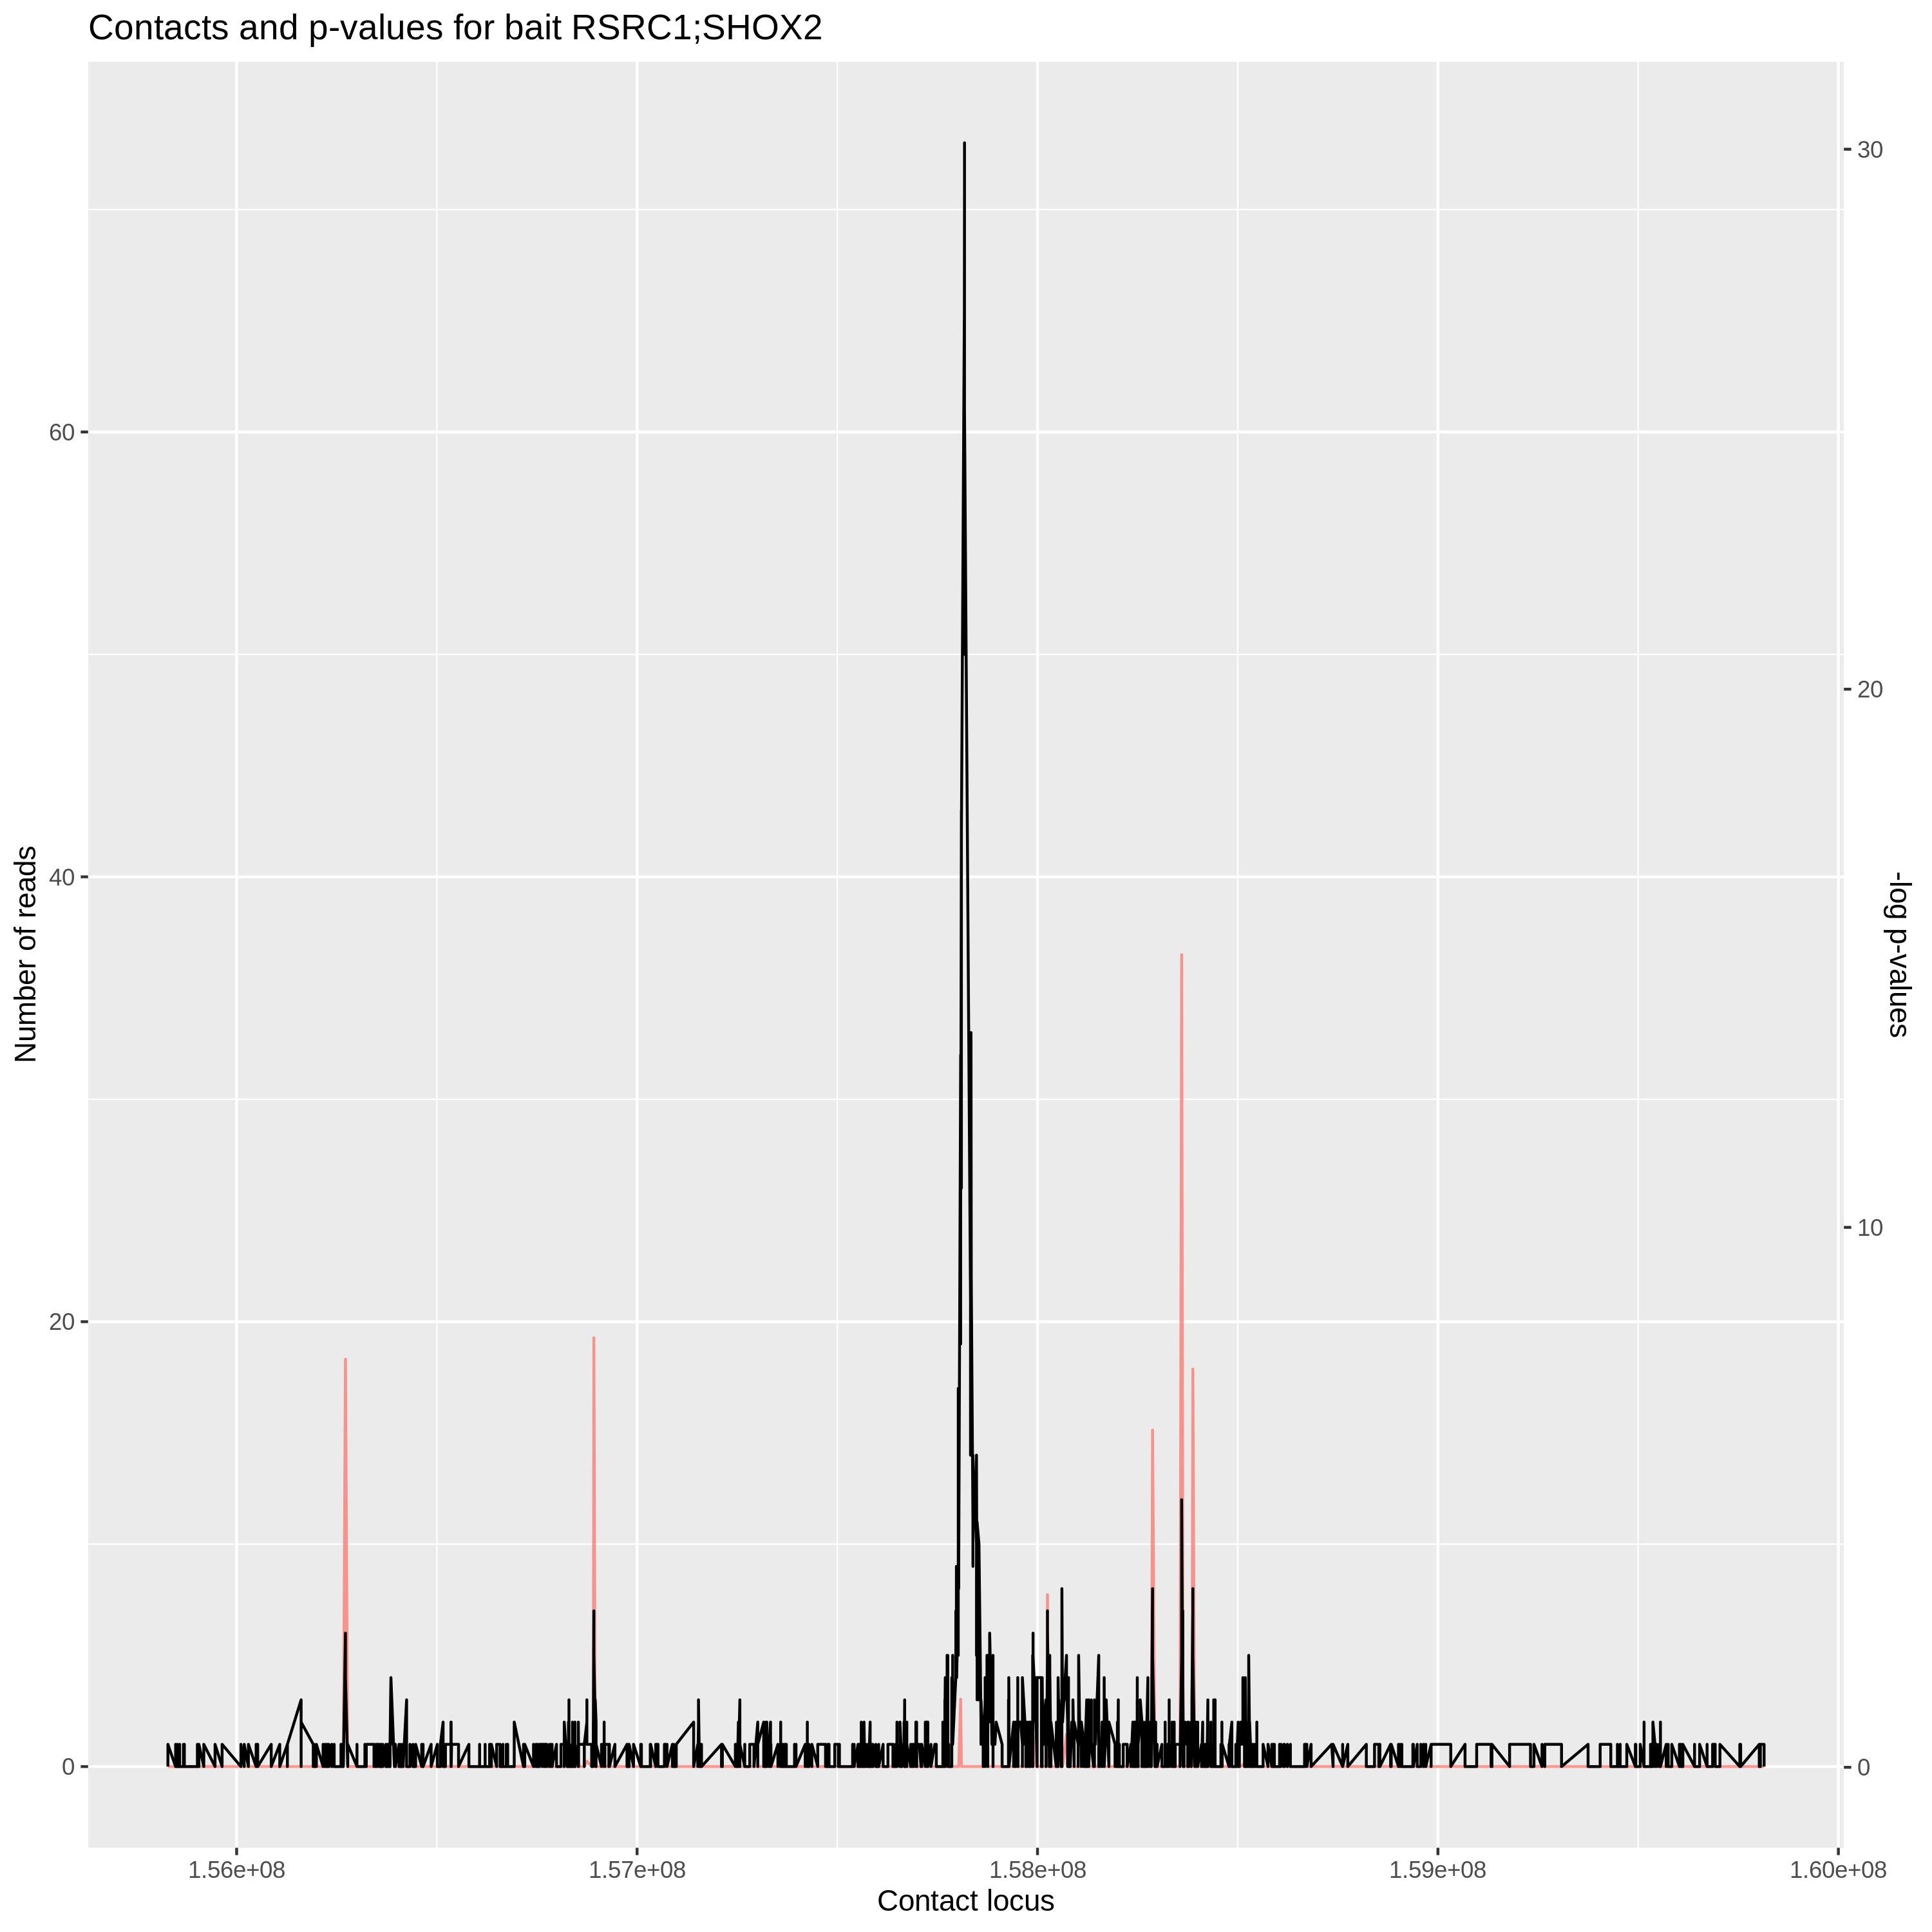 Contacts and p-values for bait RSRC1;SHOX2
Number of reads
60
40
20
0
30
20
10
0
-log p-values
1.56e+08
1.57e+08
1.58e+08
1.59e+08
1.60e+08
Contact locus